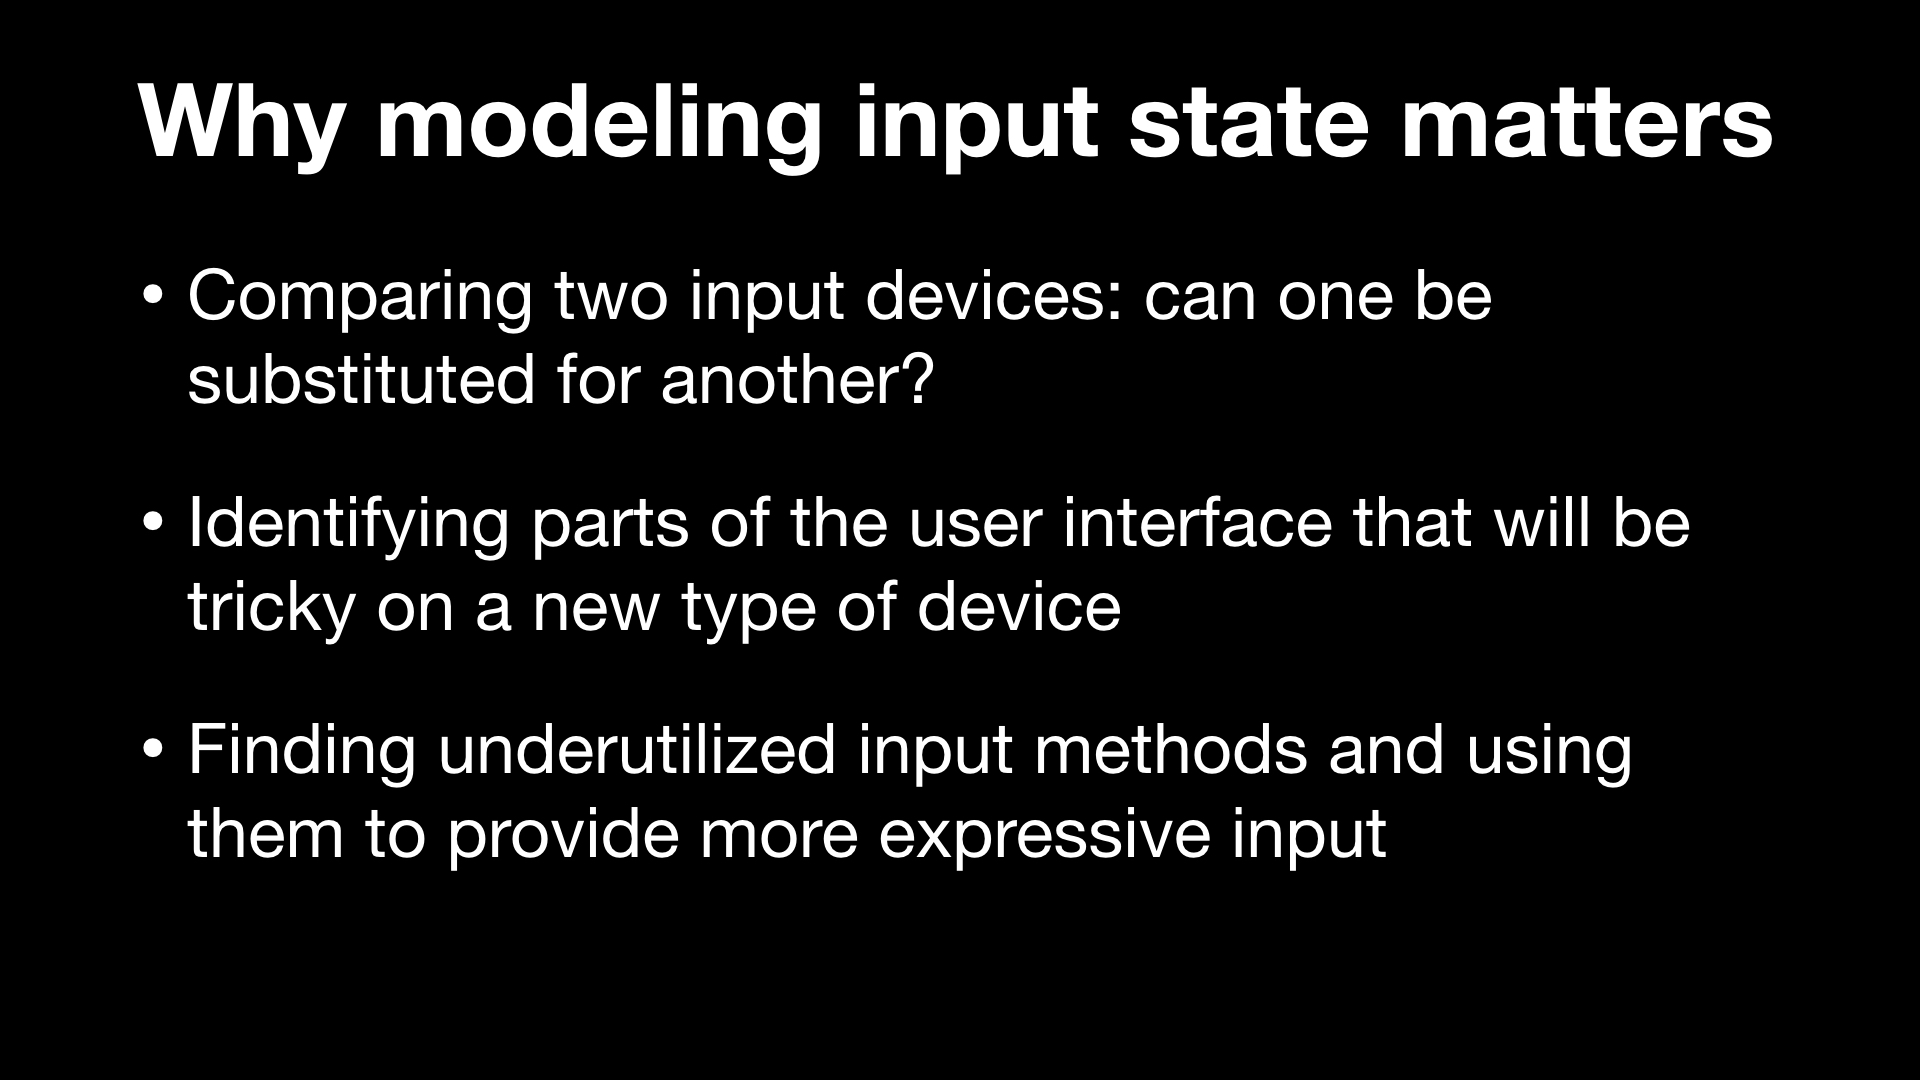 Why modeling input state matters
• Comparing two input devices: can one be
substituted for another?
• Identifying parts of the user interface that will be
tricky on a new type of device
• Finding underutilized input methods and using
them to provide more expressive input